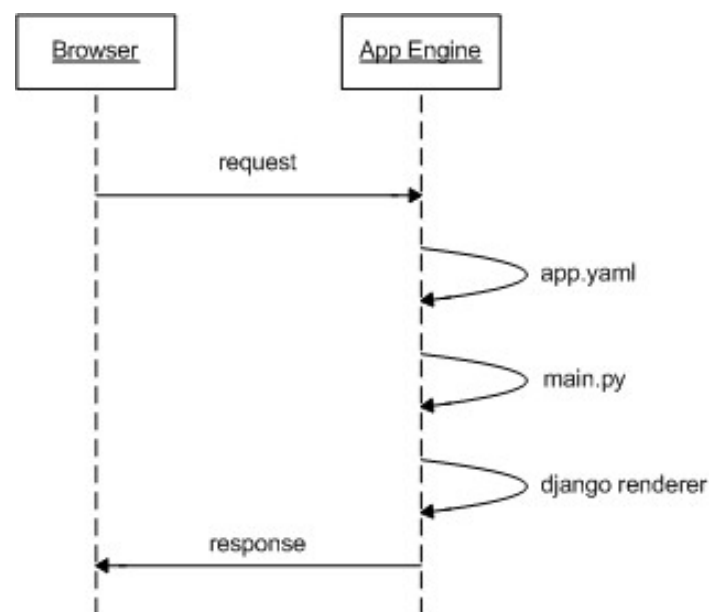 Browser
App Engine
request
app.yaml
main.py
django renderer
response